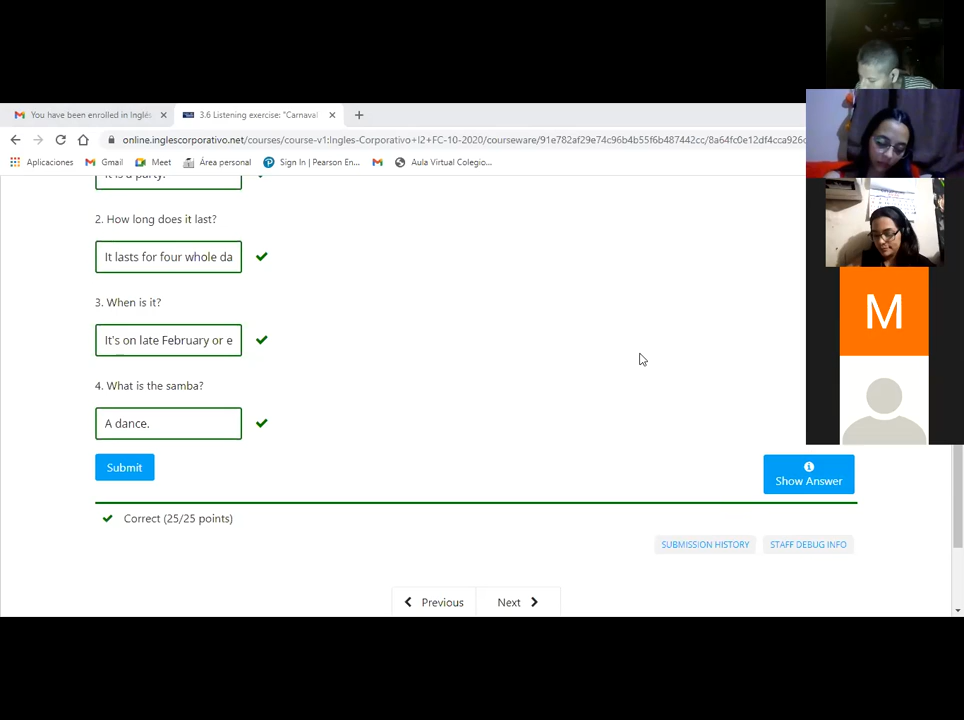 You have been enrolled in Inglés
3.6 Listening exercise: "Carnaval
online.inglescorporativo.net/courses/course-v1:Ingles-Corporativo+I2+FC-10-2020/courseware/91e782af29e74c96b4b55f6b487442cc/8a64fc0e12df4cca926c
Aplicaciones Gmail Meet Área personal Sign In | Pearson En... Aula Virtual Colegio...
It is a party.
2. How long does it last?
It lasts for four whole da
3. When is it?
It's on late February or e
4. What is the samba?
A dance.
Submit
Show Answer
Correct (25/25 points)
SUBMISSION HISTORY STAFF DEBUG INFO
Previous Next
M